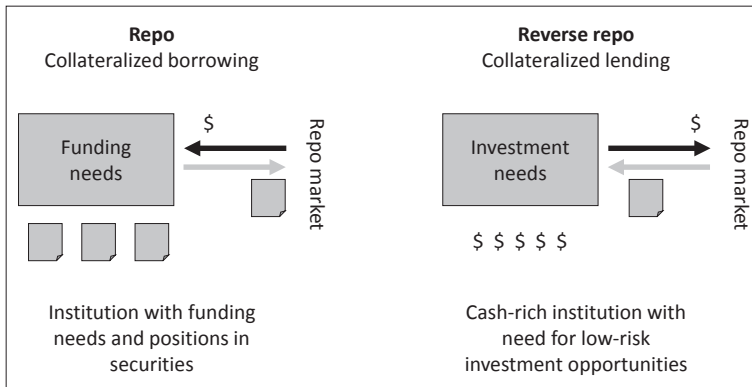 Repo
Collateralized borrowing
$
Funding
needs
Repo market
Institution with funding
needs and positions in
securities
Reverse repo
Collateralized lending
$
Investment
needs
Repo market
$ $ $ $ $
Cash-rich institution with
need for low-risk
investment opportunities